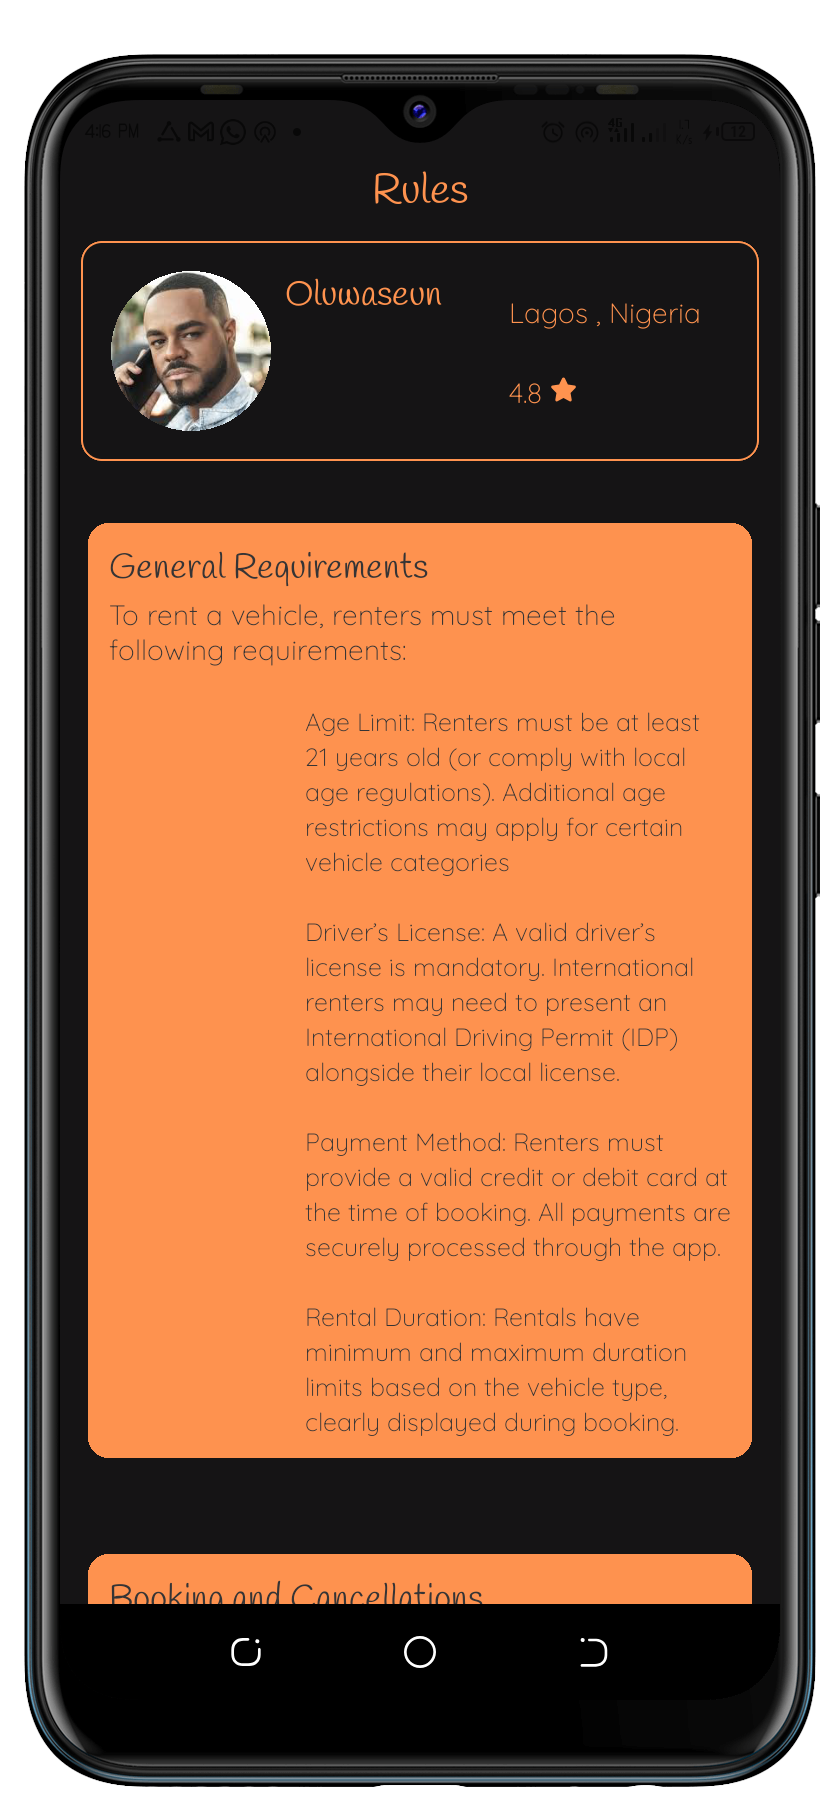 4:16 PM
4G
12
Rules
Oluwaseun
Lagos , Nigeria
4.8
General Requirements
To rent a vehicle, renters must meet the
following requirements:
Age Limit: Renters must be at least
21 years old (or comply with local
age regulations). Additional age
restrictions may apply for certain
vehicle categories
Driver’s License: A valid driver’s
license is mandatory. International
renters may need to present an
International Driving Permit (IDP)
alongside their local license.
Payment Method: Renters must
provide a valid credit or debit card at
the time of booking. All payments are
securely processed through the app.
Rental Duration: Rentals have
minimum and maximum duration
limits based on the vehicle type,
clearly displayed during booking.
Booking and Cancellations